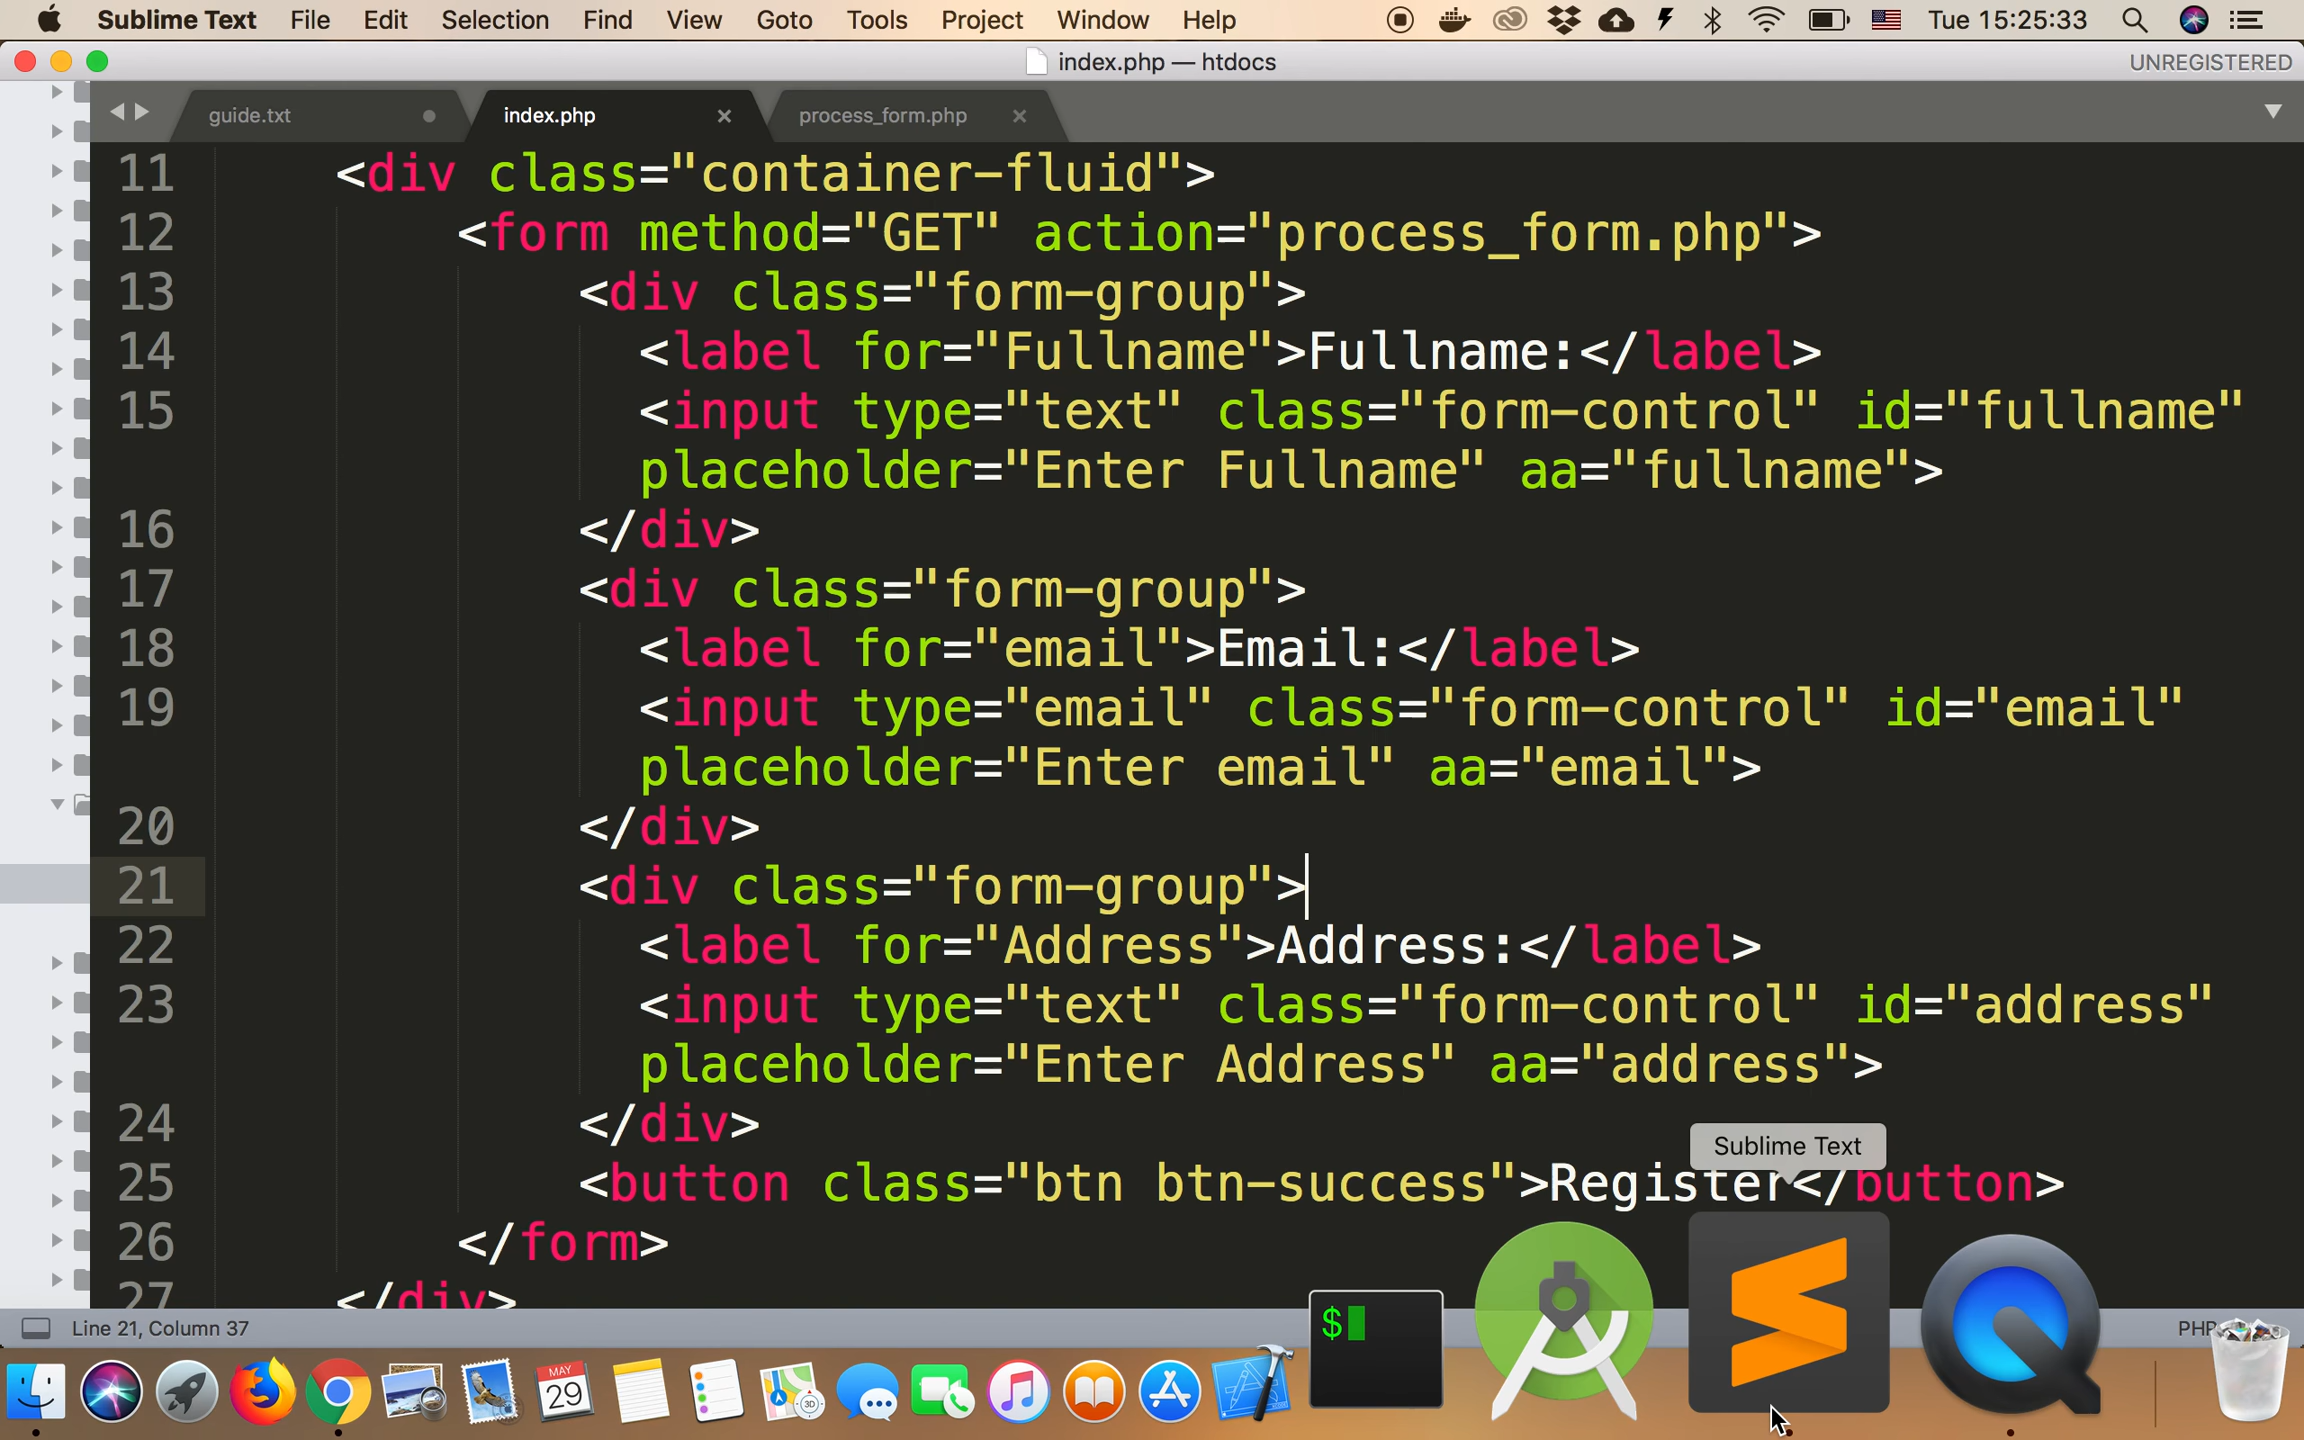 Sublime Text File Edit Selection Find View Goto Tools Project Window Help Tue 15:25:33
index.php — htdocs UNREGISTERED
guide.txt index.php process_form.php
11 <div class="container-fluid">
12 <form method="GET" action="process_form.php">
13 <div class="form-group">
14 <label for="Fullname">Fullname:</label>
15 <input type="text" class="form-control" id="fullname"
placeholder="Enter Fullname" aa="fullname">
16 </div>
17 <div class="form-group">
18 <label for="email">Email:</label>
19 <input type="email" class="form-control" id="email"
placeholder="Enter email" aa="email">
20 </div>
21 <div class="form-group">
22 <label for="Address">Address:</label>
23 <input type="text" class="form-control" id="address"
placeholder="Enter Address" aa="address">
24 </div>
Sublime Text
25 <button class="btn btn-success">Register</button>
26 </form>
27 </div>
Line 21, Column 37 PHP
$
MAY
29
3D